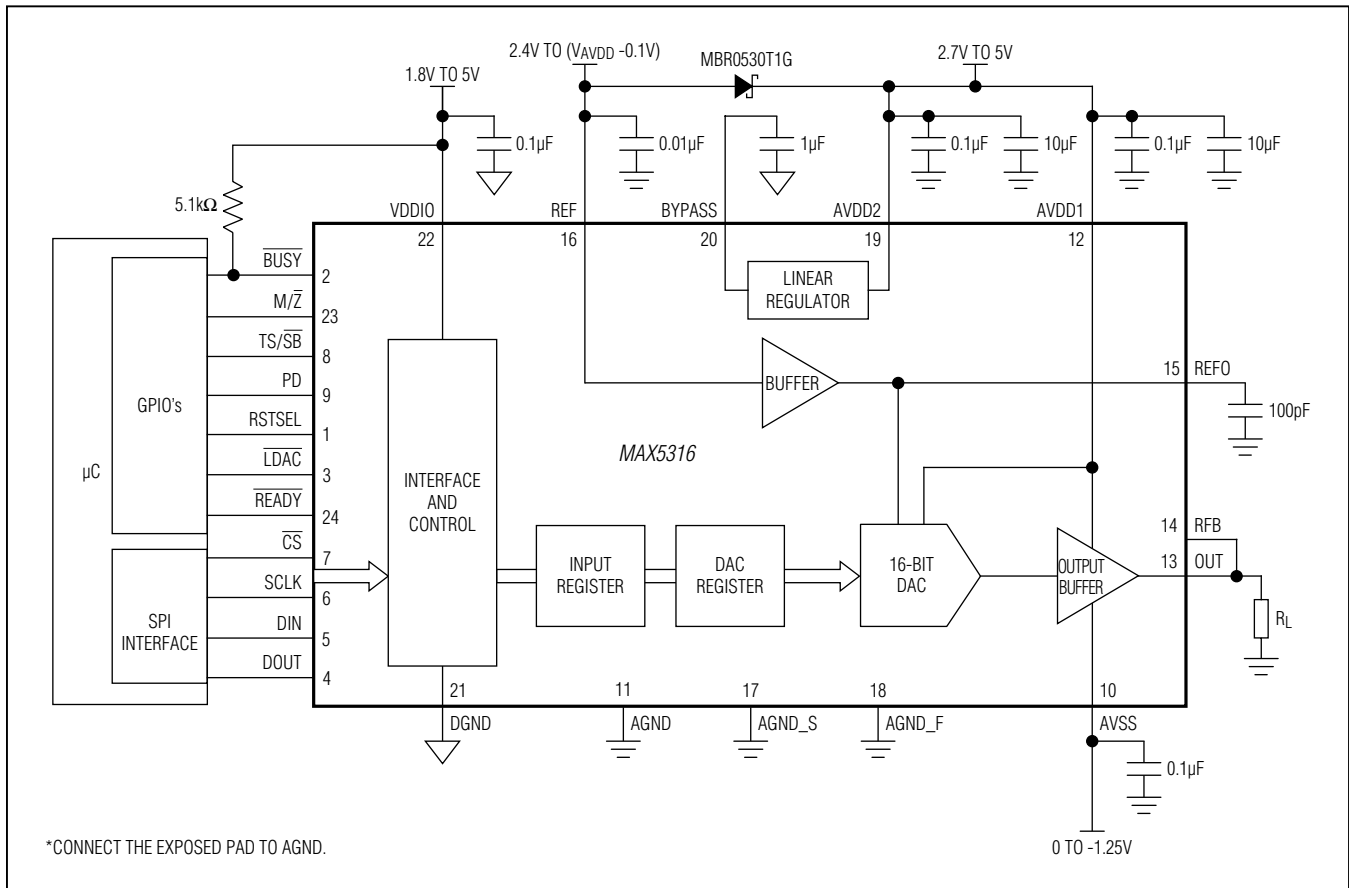 2.4V TO (VAVDD -0.1V)
MBR0530T1G
2.7V TO 5V
1.8V TO 5V
0.1µF
0.01µF
1µF
0.1µF
10µF
0.1µF
10µF
5.1kΩ
VDDIO
REF
BYPASS
AVDD2
AVDD1
22
16
20
19
12
µC
GPIO's
SPI
INTERFACE
B̅U̅S̅Y̅
2
M/Z̅
23
TS/S̅B̅
8
PD
9
RSTSEL
1
L̅D̅A̅C̅
3
R̅E̅A̅D̅Y̅
24
C̅S̅
7
SCLK
6
DIN
5
DOUT
4
INTERFACE
AND
CONTROL
LINEAR
REGULATOR
BUFFER
15 REFO
100pF
MAX5316
INPUT
REGISTER
DAC
REGISTER
16-BIT
DAC
OUTPUT
BUFFER
14 RFB
13 OUT
RL
21
11
17
18
10
DGND
AGND
AGND_S
AGND_F
AVSS
0.1µF
0 TO -1.25V
*CONNECT THE EXPOSED PAD TO AGND.